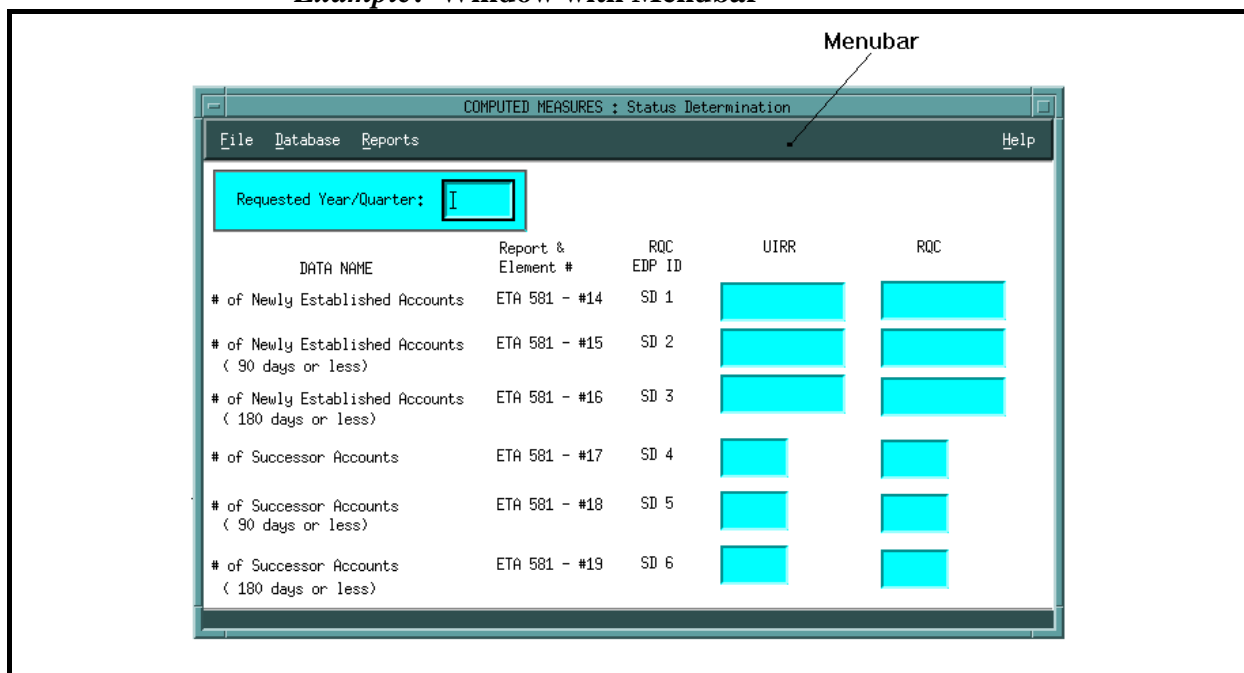 Example: Window with Menubar
Menubar
COMPUTED MEASURES : Status Determination
File Database Reports Help
Requested Year/Quarter:
DATA NAME Report & Element # RQC EDP ID UIRR RQC
# of Newly Established Accounts ETA 581 - #14 SD 1
# of Newly Established Accounts ETA 581 - #15 SD 2
( 90 days or less)
# of Newly Established Accounts ETA 581 - #16 SD 3
( 180 days or less)
# of Successor Accounts ETA 581 - #17 SD 4
# of Successor Accounts ETA 581 - #18 SD 5
( 90 days or less)
# of Successor Accounts ETA 581 - #19 SD 6
( 180 days or less)